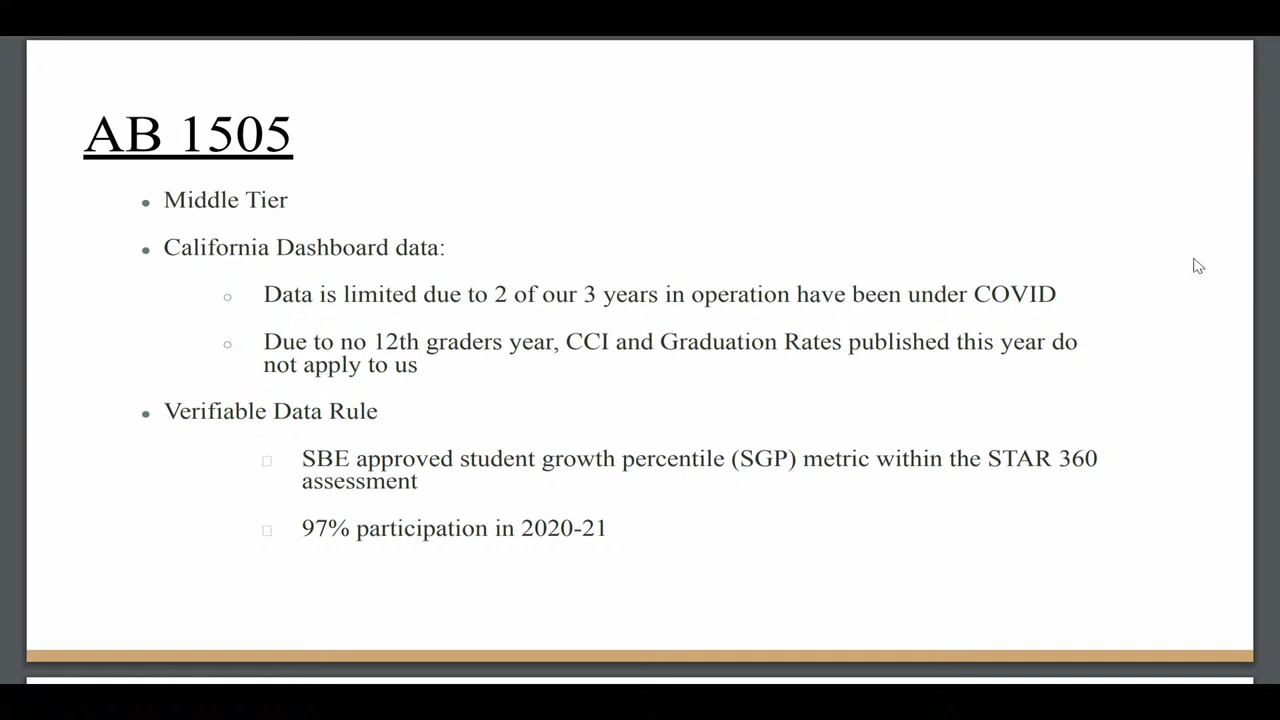 AB 1505
• Middle Tier
• California Dashboard data:
○ Data is limited due to 2 of our 3 years in operation have been under COVID
○ Due to no 12th graders year, CCI and Graduation Rates published this year do
not apply to us
• Verifiable Data Rule
□ SBE approved student growth percentile (SGP) metric within the STAR 360
assessment
□ 97% participation in 2020-21